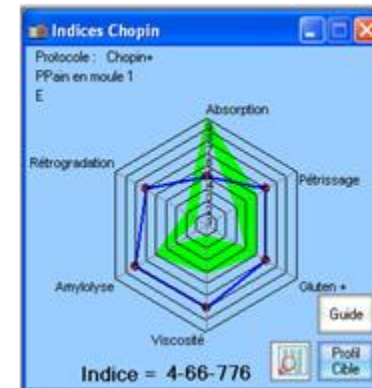 Indices Chopin
Protocole : Chopin+
PPain en moule 1
E
Absorption
Rétrogradation
Pétrissage
Amylolyse
Gluten +
Viscosité
Guide
Profil
Cible
Indice = 4-66-776